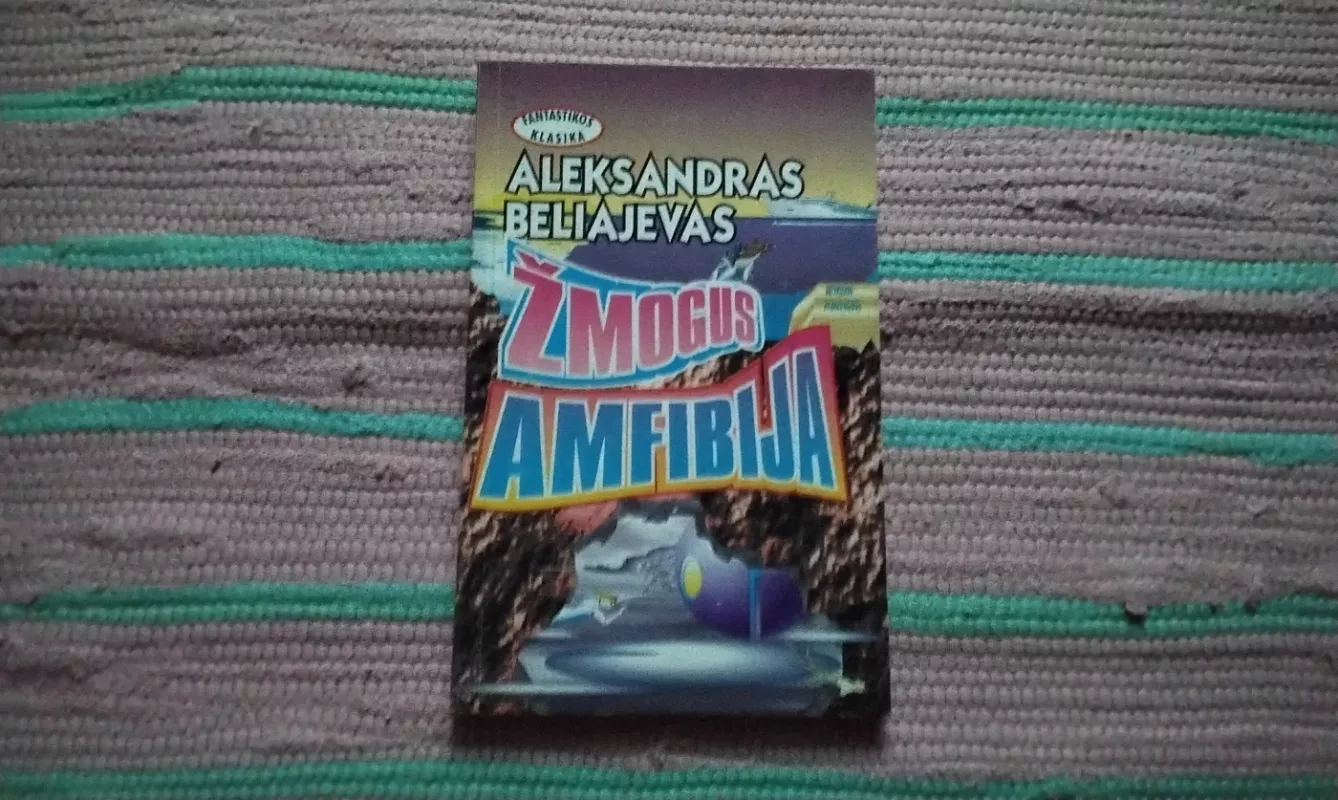 FANTASTIKOS
KLASIKA
ALEKSANDRAS
BELIAJEVAS
ŽMOGUS
AMFIBIJA